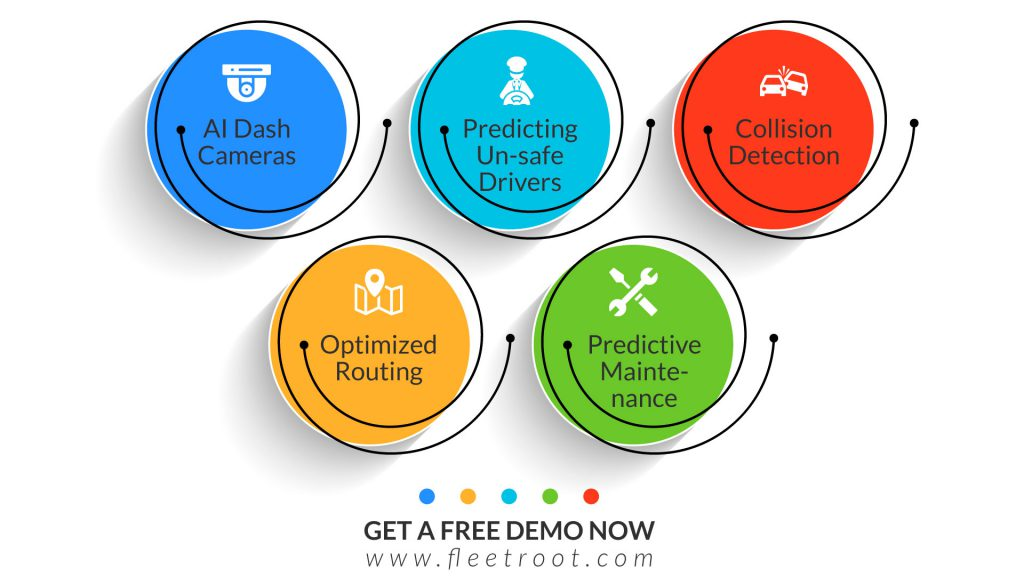 AI Dash
Cameras
Predicting
Un-safe
Drivers
Collision
Detection
Optimized
Routing
Predictive
Mainte-
nance
GET A FREE DEMO NOW
www.fleetroot.com